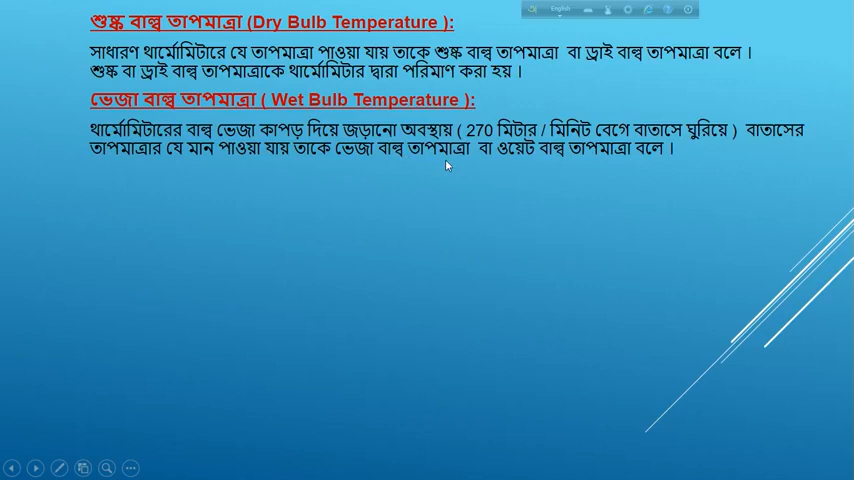 English
শুষ্ক বাল্ব তাপমাত্রা (Dry Bulb Temperature ):
সাধারণ থার্মোমিটারে যে তাপমাত্রা পাওয়া যায় তাকে শুষ্ক বাল্ব তাপমাত্রা বা ড্রাই বাল্ব তাপমাত্রা বলে ।
শুষ্ক বা ড্রাই বাল্ব তাপমাত্রাকে থার্মোমিটার দ্বারা পরিমাণ করা হয় ।
ভেজা বাল্ব তাপমাত্রা ( Wet Bulb Temperature ):
থার্মোমিটারের বাল্ব ভেজা কাপড় দিয়ে জড়ানো অবস্থায় ( 270 মিটার / মিনিট বেগে বাতাসে ঘুরিয়ে ) বাতাসের
তাপমাত্রার যে মান পাওয়া যায় তাকে ভেজা বাল্ব তাপমাত্রা বা ওয়েট বাল্ব তাপমাত্রা বলে ।